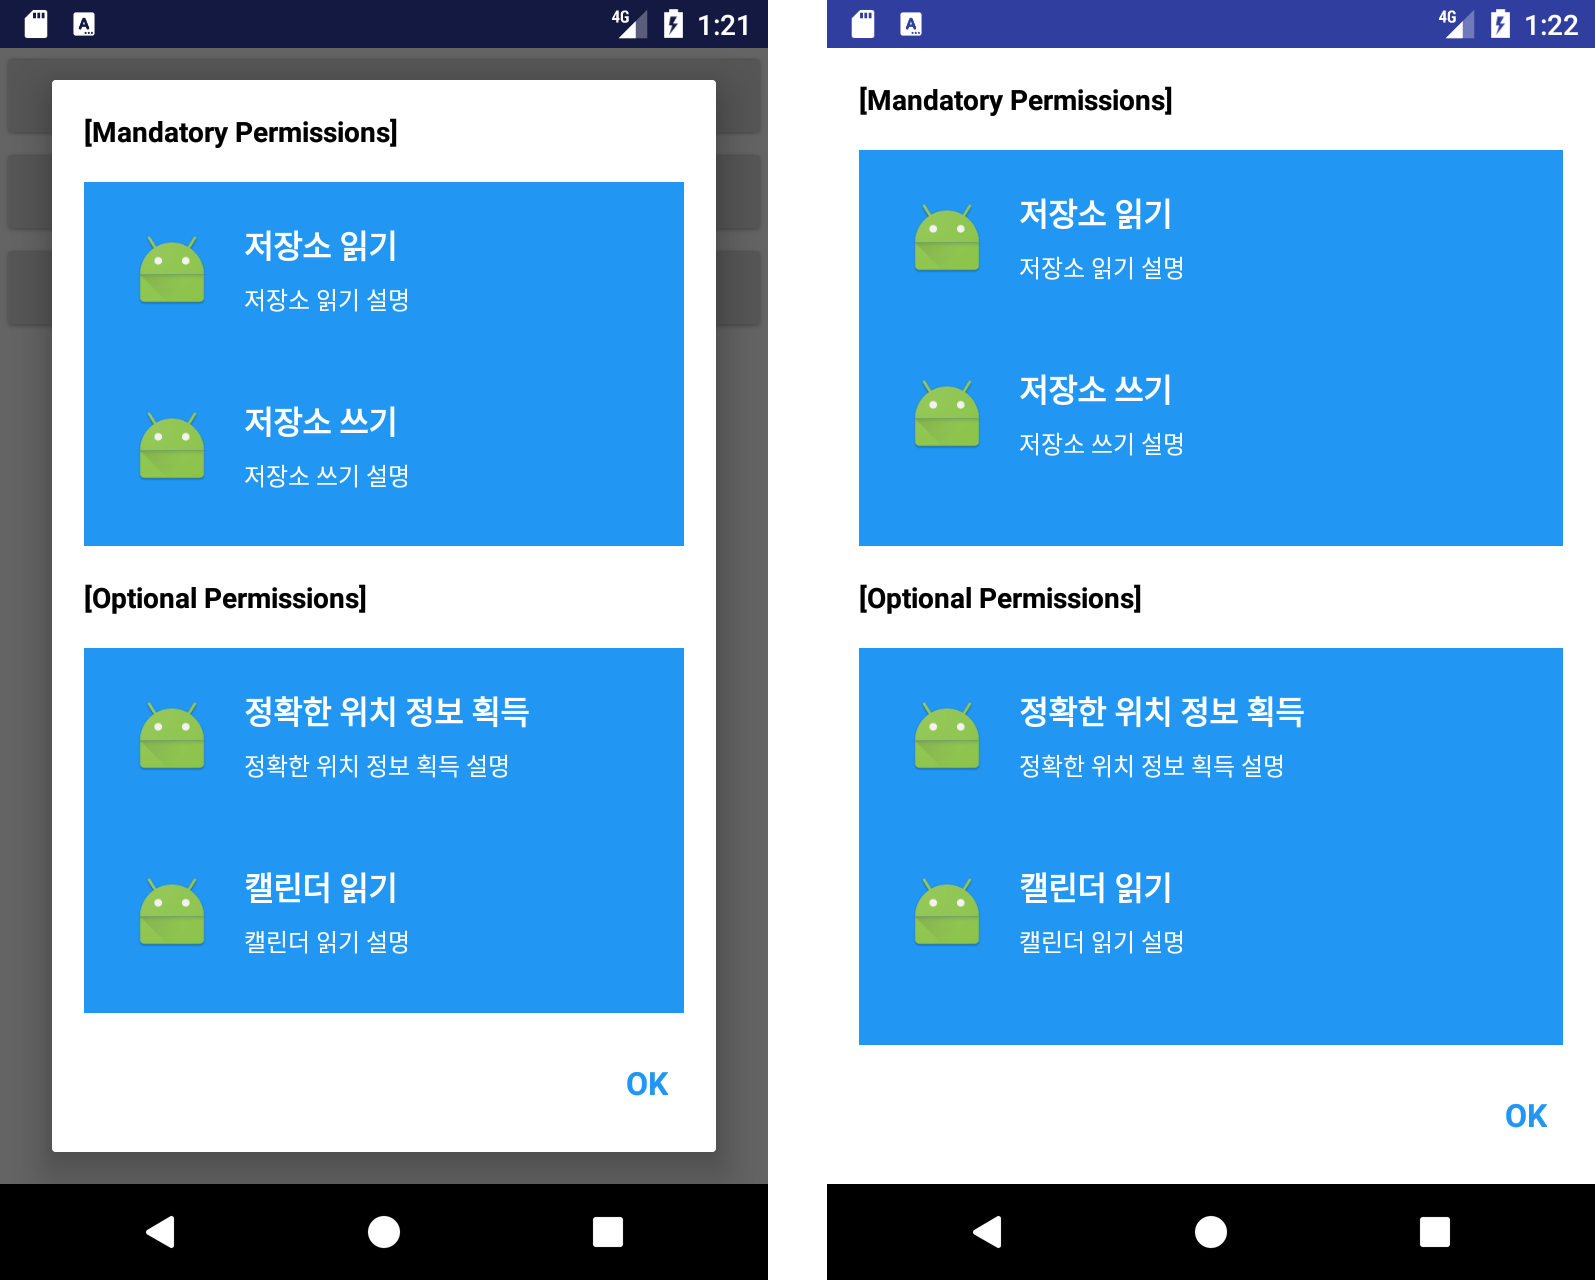 4G 1:21
[Mandatory Permissions]
저장소 읽기
저장소 읽기 설명
저장소 쓰기
저장소 쓰기 설명
[Optional Permissions]
정확한 위치 정보 획득
정확한 위치 정보 획득 설명
캘린더 읽기
캘린더 읽기 설명
OK
4G 1:22
[Mandatory Permissions]
저장소 읽기
저장소 읽기 설명
저장소 쓰기
저장소 쓰기 설명
[Optional Permissions]
정확한 위치 정보 획득
정확한 위치 정보 획득 설명
캘린더 읽기
캘린더 읽기 설명
OK